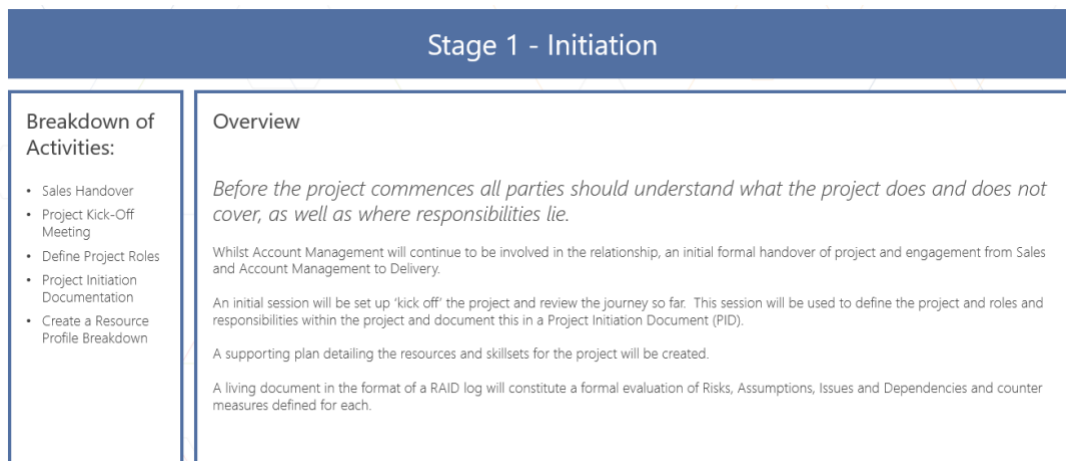 Stage 1 - Initiation
Breakdown of
Activities:
• Sales Handover
• Project Kick-Off
Meeting
• Define Project Roles
• Project Initiation
Documentation
• Create a Resource
Profile Breakdown
Overview
Before the project commences all parties should understand what the project does and does not
cover, as well as where responsibilities lie.
Whilst Account Management will continue to be involved in the relationship, an initial formal handover of project and engagement from Sales
and Account Management to Delivery.
An initial session will be set up ‘kick off’ the project and review the journey so far.  This session will be used to define the project and roles and
responsibilities within the project and document this in a Project Initiation Document (PID).
A supporting plan detailing the resources and skillsets for the project will be created.
A living document in the format of a RAID log will constitute a formal evaluation of Risks, Assumptions, Issues and Dependencies and counter
measures defined for each.